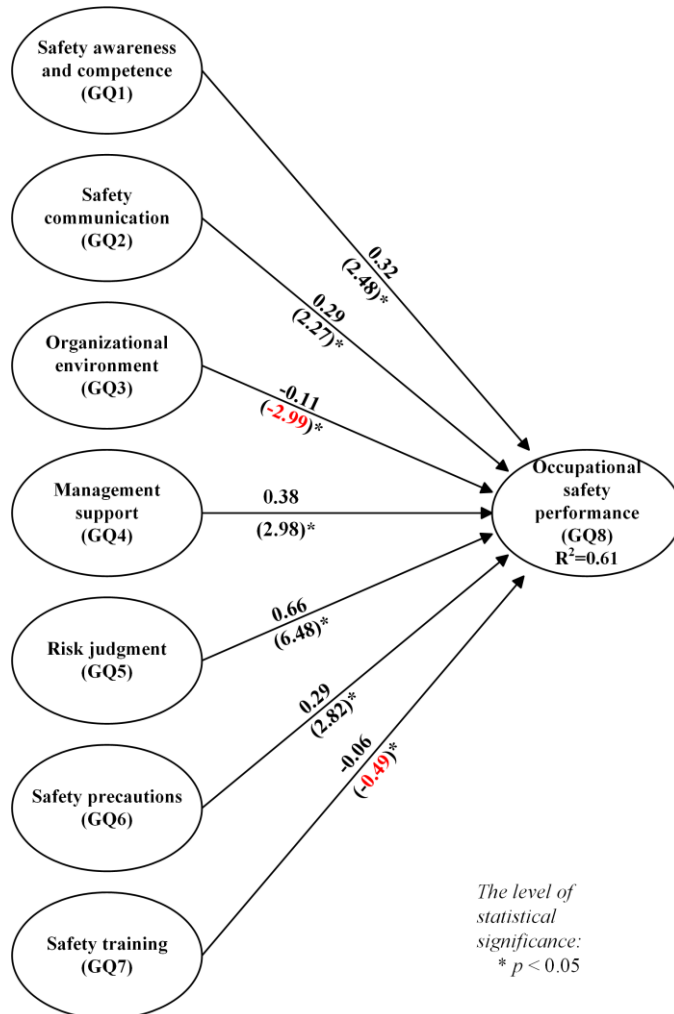 Safety awareness
and competence
(GQ1)
Safety
communication
(GQ2)
Organizational
environment
(GQ3)
Management
support
(GQ4)
Risk judgment
(GQ5)
Safety precautions
(GQ6)
Safety training
(GQ7)
0.32
(2.48)*
0.29
(2.27)*
-0.11
(-2.99)*
0.38
(2.98)*
0.66
(6.48)*
0.29
(2.82)*
-0.06
(-0.49)*
Occupational
safety
performance
(GQ8)
R²=0.61
The level of
statistical
significance:
* p < 0.05